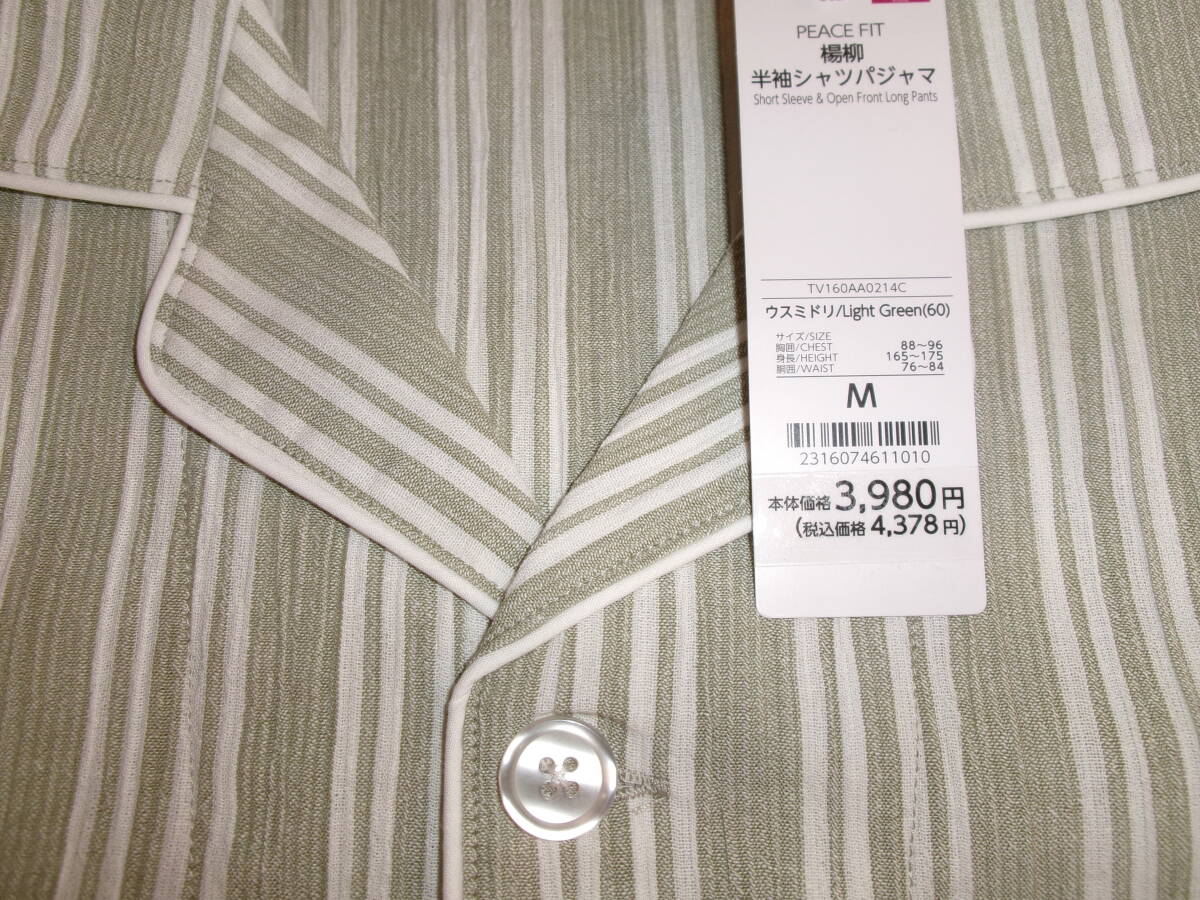 PEACE FIT
楊柳
半袖シャツパジャマ
Short Sleeve & Open Front Long Pants
TV160AA0214C
ウスミドリ/Light Green(60)
サイズ/SIZE
胸囲/CHEST 88～96
身長/HEIGHT 165～175
胴囲/WAIST 76～84
M
2316074611010
本体価格 3,980円
(税込価格 4,378円)